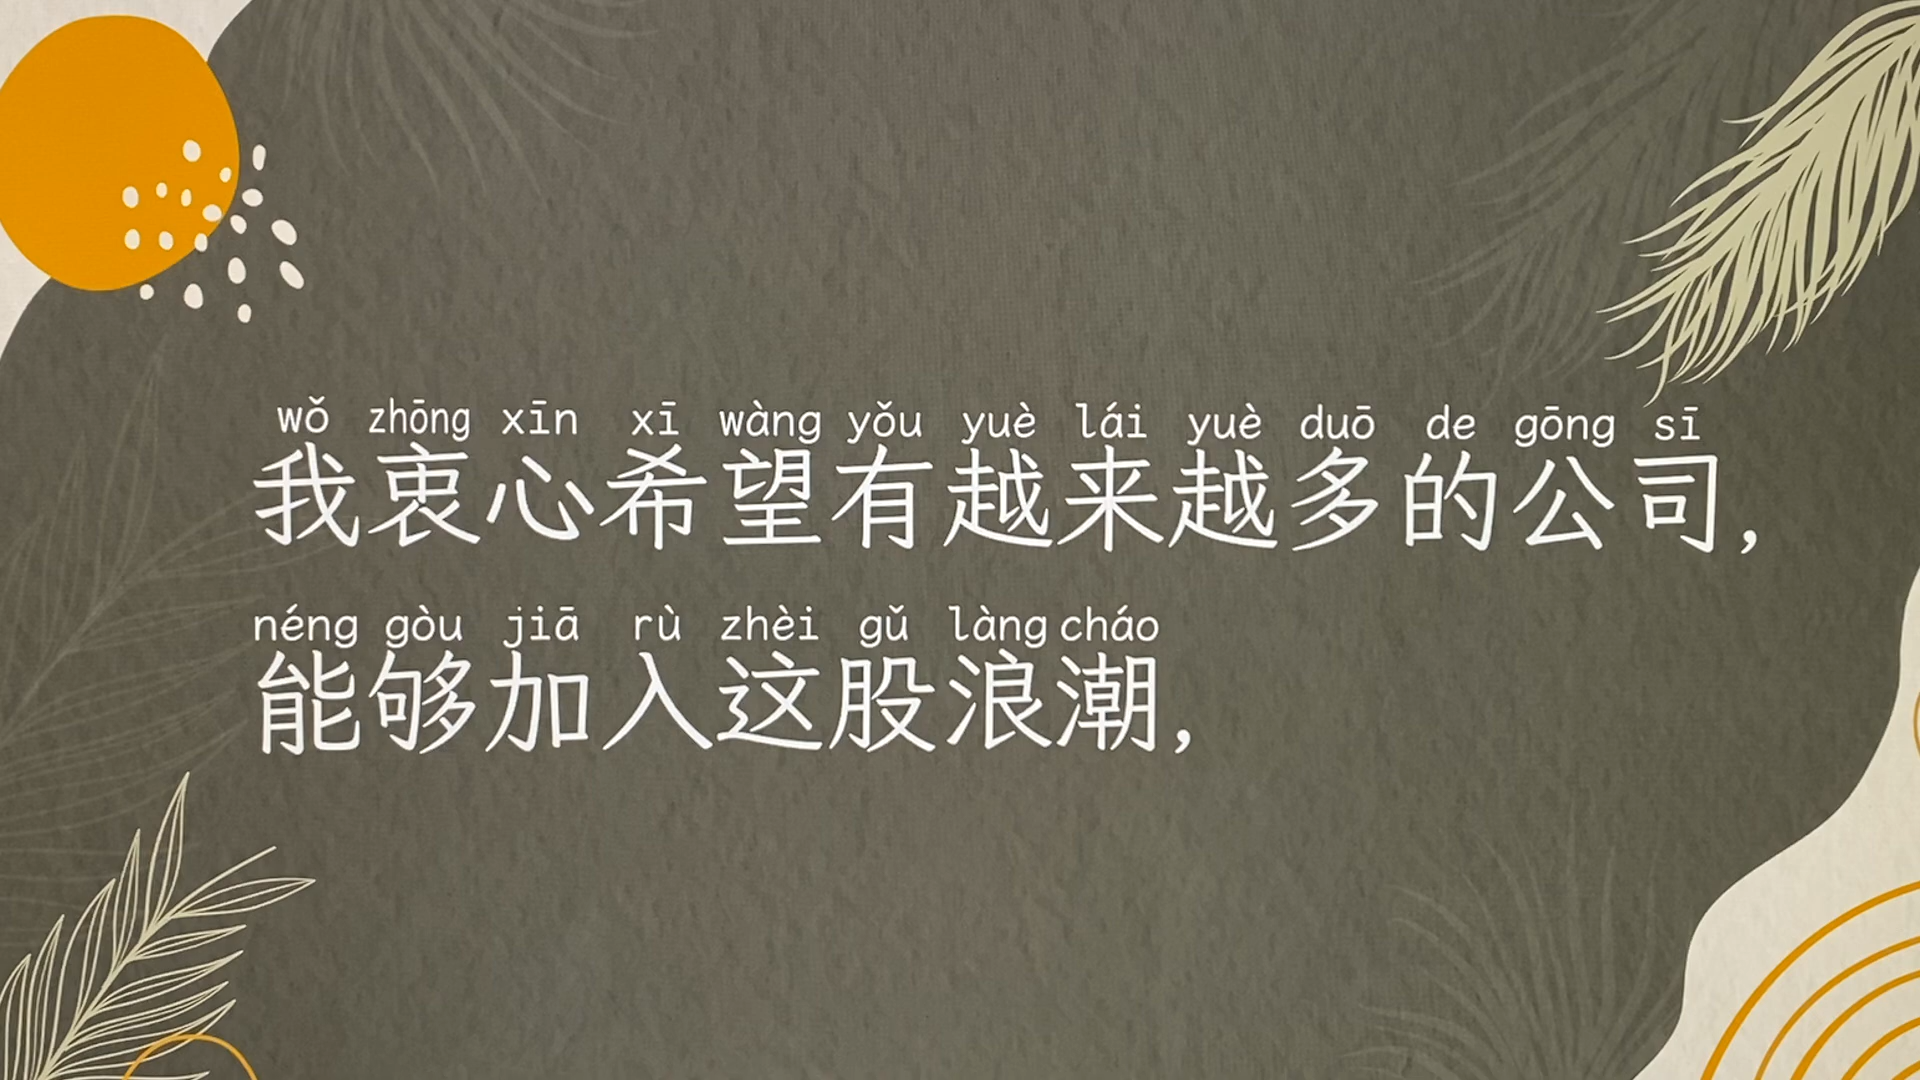 wǒ zhōng xīn xī wàng yǒu yuè lái yuè duō de gōng sī
我衷心希望有越来越多的公司，
néng gòu jiā rù zhèi gǔ làng cháo
能够加入这股浪潮，